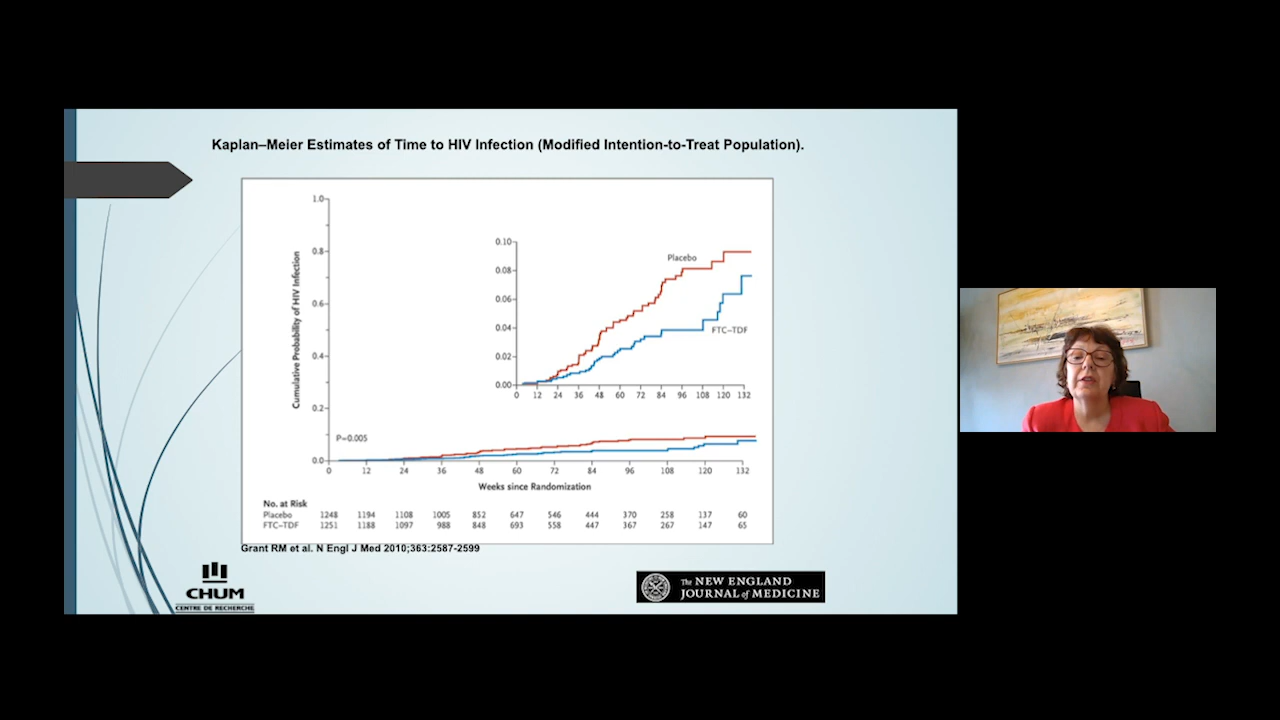 Kaplan–Meier Estimates of Time to HIV Infection (Modified Intention-to-Treat Population).
Cumulative Probability of HIV Infection
1.0
0.8
0.6
0.4
0.2
0.0
P=0.005
0 12 24 36 48 60 72 84 96 108 120 132
Weeks since Randomization
0.10
0.08
0.06
0.04
0.02
0.00
Placebo
FTC–TDF
0 12 24 36 48 60 72 84 96 108 120 132
No. at Risk
Placebo 1248 1194 1108 1005 852 647 546 444 370 258 137 60
FTC–TDF 1251 1188 1097 988 848 693 558 447 367 267 147 65
Grant RM et al. N Engl J Med 2010;363:2587-2599
CHUM
CENTRE DE RECHERCHE
The NEW ENGLAND
JOURNAL of MEDICINE